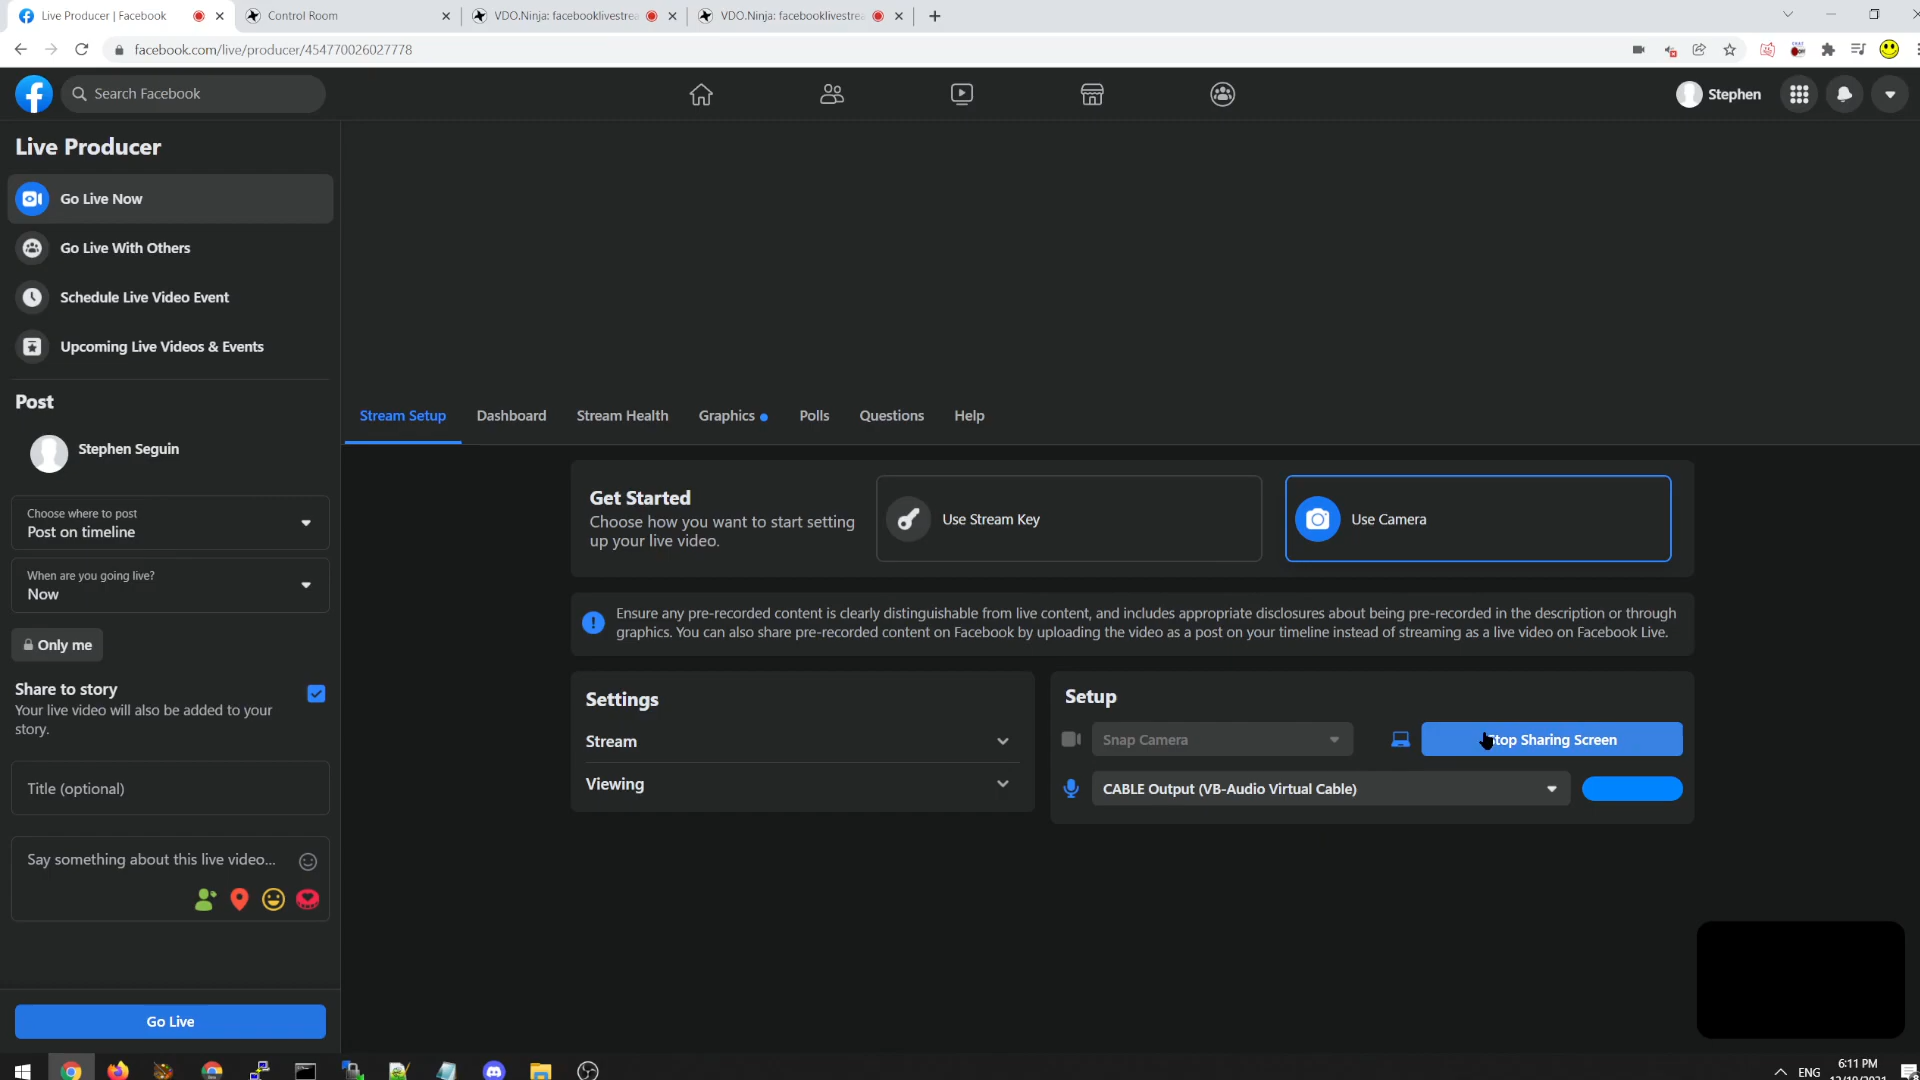 Live Producer | Facebook
Control Room
VDO.Ninja: facebooklivestrea
VDO.Ninja: facebooklivestrea
facebook.com/live/producer/454770026027778
Search Facebook
Stephen
Live Producer
Go Live Now
Go Live With Others
Schedule Live Video Event
Upcoming Live Videos & Events
Post
Stephen Seguin
Choose where to post
Post on timeline
When are you going live?
Now
Only me
Share to story
Your live video will also be added to your
story.
Title (optional)
Say something about this live video...
Go Live
Stream Setup
Dashboard
Stream Health
Graphics
Polls
Questions
Help
Get Started
Choose how you want to start setting
up your live video.
Use Stream Key
Use Camera
Ensure any pre-recorded content is clearly distinguishable from live content, and includes appropriate disclosures about being pre-recorded in the description or through
graphics. You can also share pre-recorded content on Facebook by uploading the video as a post on your timeline instead of streaming as a live video on Facebook Live.
Settings
Stream
Viewing
Setup
Snap Camera
Stop Sharing Screen
CABLE Output (VB-Audio Virtual Cable)
ENG
6:11 PM